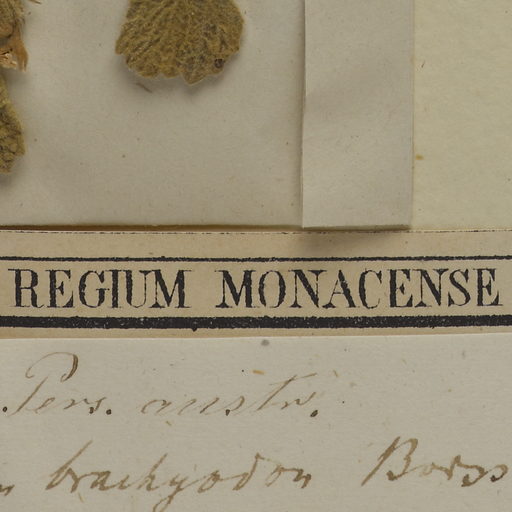 REGIUM MONACENSE
Pers. austr.
brachyodon Boiss